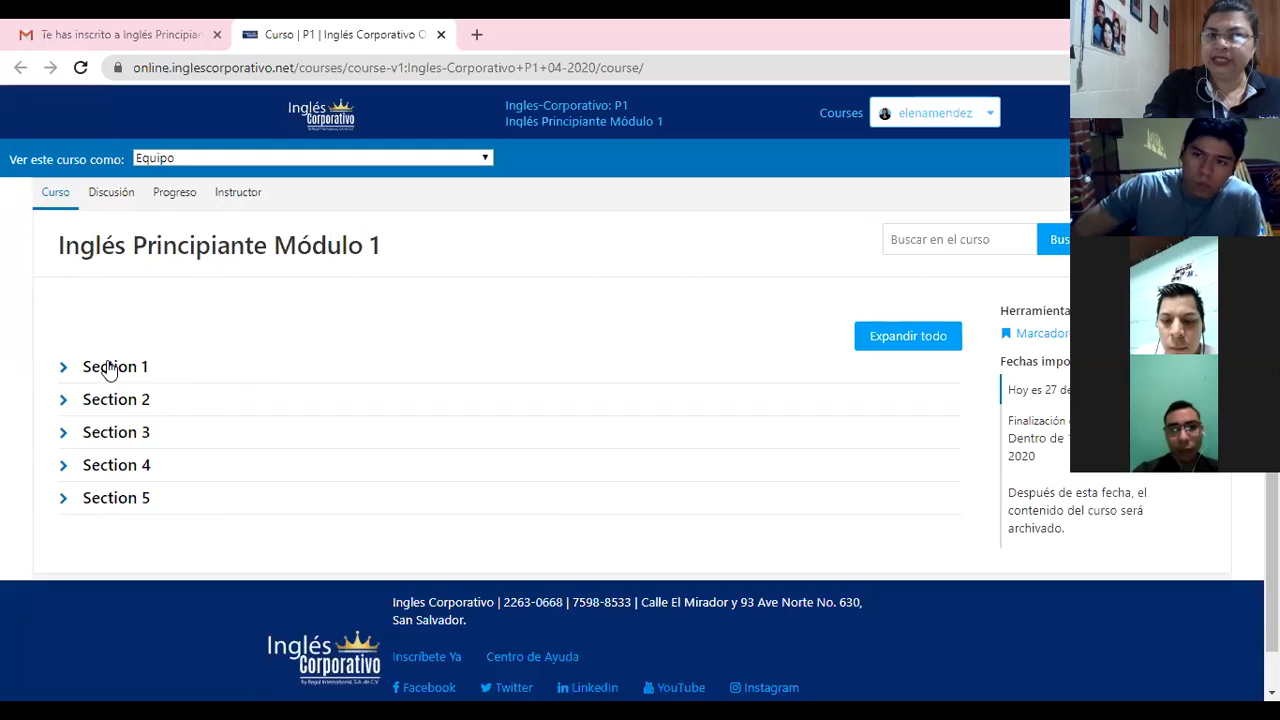 Te has inscrito a Inglés Principian
Curso | P1 | Inglés Corporativo O
online.inglescorporativo.net/courses/course-v1:Ingles-Corporativo+P1+04-2020/course/
Inglés
Corporativo
Ingles-Corporativo: P1
Inglés Principiante Módulo 1
Courses
elenamendez
Ver este curso como:
Equipo
Curso
Discusión
Progreso
Instructor
Inglés Principiante Módulo 1
Buscar en el curso
Bus
Expandir todo
Section 1
Section 2
Section 3
Section 4
Section 5
Herramienta
Marcador
Fechas impo
Hoy es 27 de
Finalización
Dentro de
2020
Después de esta fecha, el
contenido del curso será
archivado.
Inglés
Corporativo
By Regal International, S.A. de C.V.
Ingles Corporativo | 2263-0668 | 7598-8533 | Calle El Mirador y 93 Ave Norte No. 630,
San Salvador.
Inscríbete Ya
Centro de Ayuda
Facebook
Twitter
LinkedIn
YouTube
Instagram